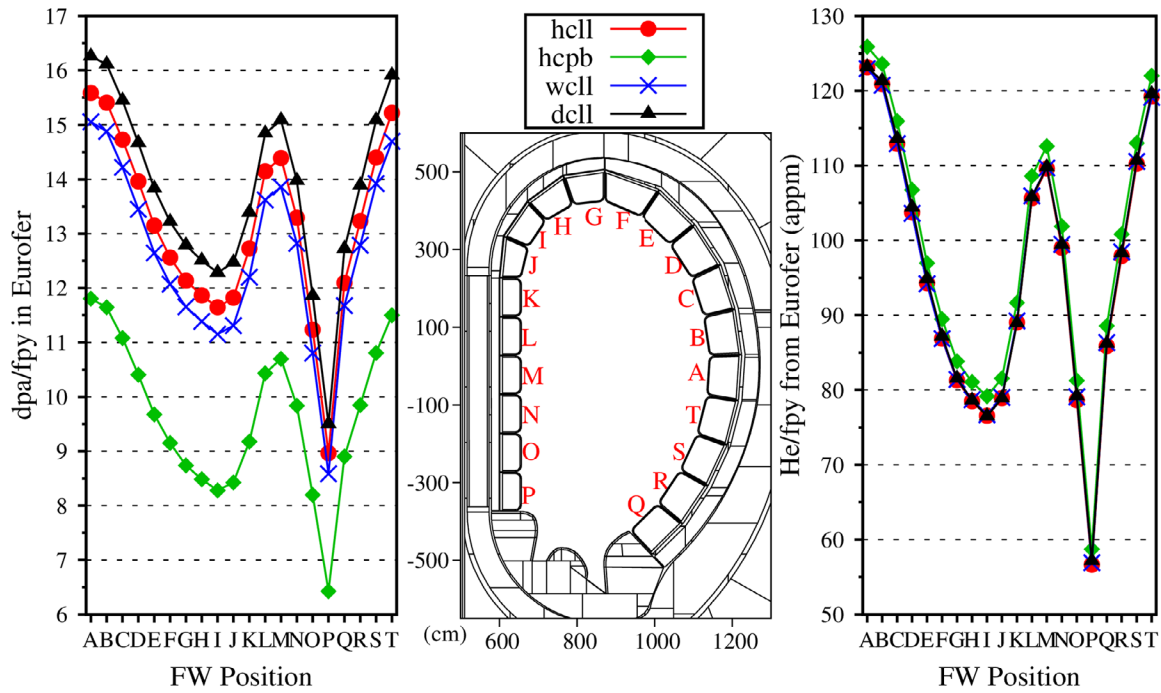 17
16
15
14
13
12
11
10
9
8
7
6
dpa/fpy in Eurofer
A B C D E F G H I J K L M N O P Q R S T
FW Position
hcll
hcpb
wcll
dcll
500
300
100
-100
-300
-500
(cm)
600
800
1000
1200
G
F
H
E
I
D
J
C
K
B
L
A
M
T
N
S
O
R
P
Q
130
120
110
100
90
80
70
60
50
He/fpy from Eurofer (appm)
A B C D E F G H I J K L M N O P Q R S T
FW Position